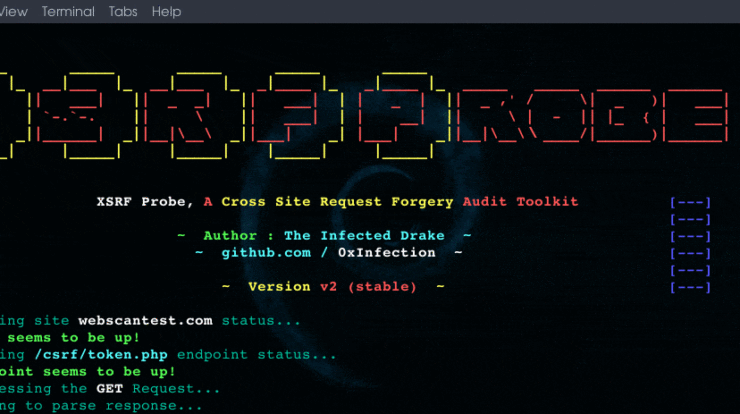 View Terminal Tabs Help
SRF PROBE
XSRF Probe, A Cross Site Request Forgery Audit Toolkit [---]
[---]
~ Author : The Infected Drake ~ [---]
~ github.com / 0xInfection ~ [---]
[---]
~ Version v2 (stable) ~ [---]
ing site webscantest.com status...
seems to be up!
ing /csrf/token.php endpoint status...
oint seems to be up!
essing the GET Request...
ng to parse response...